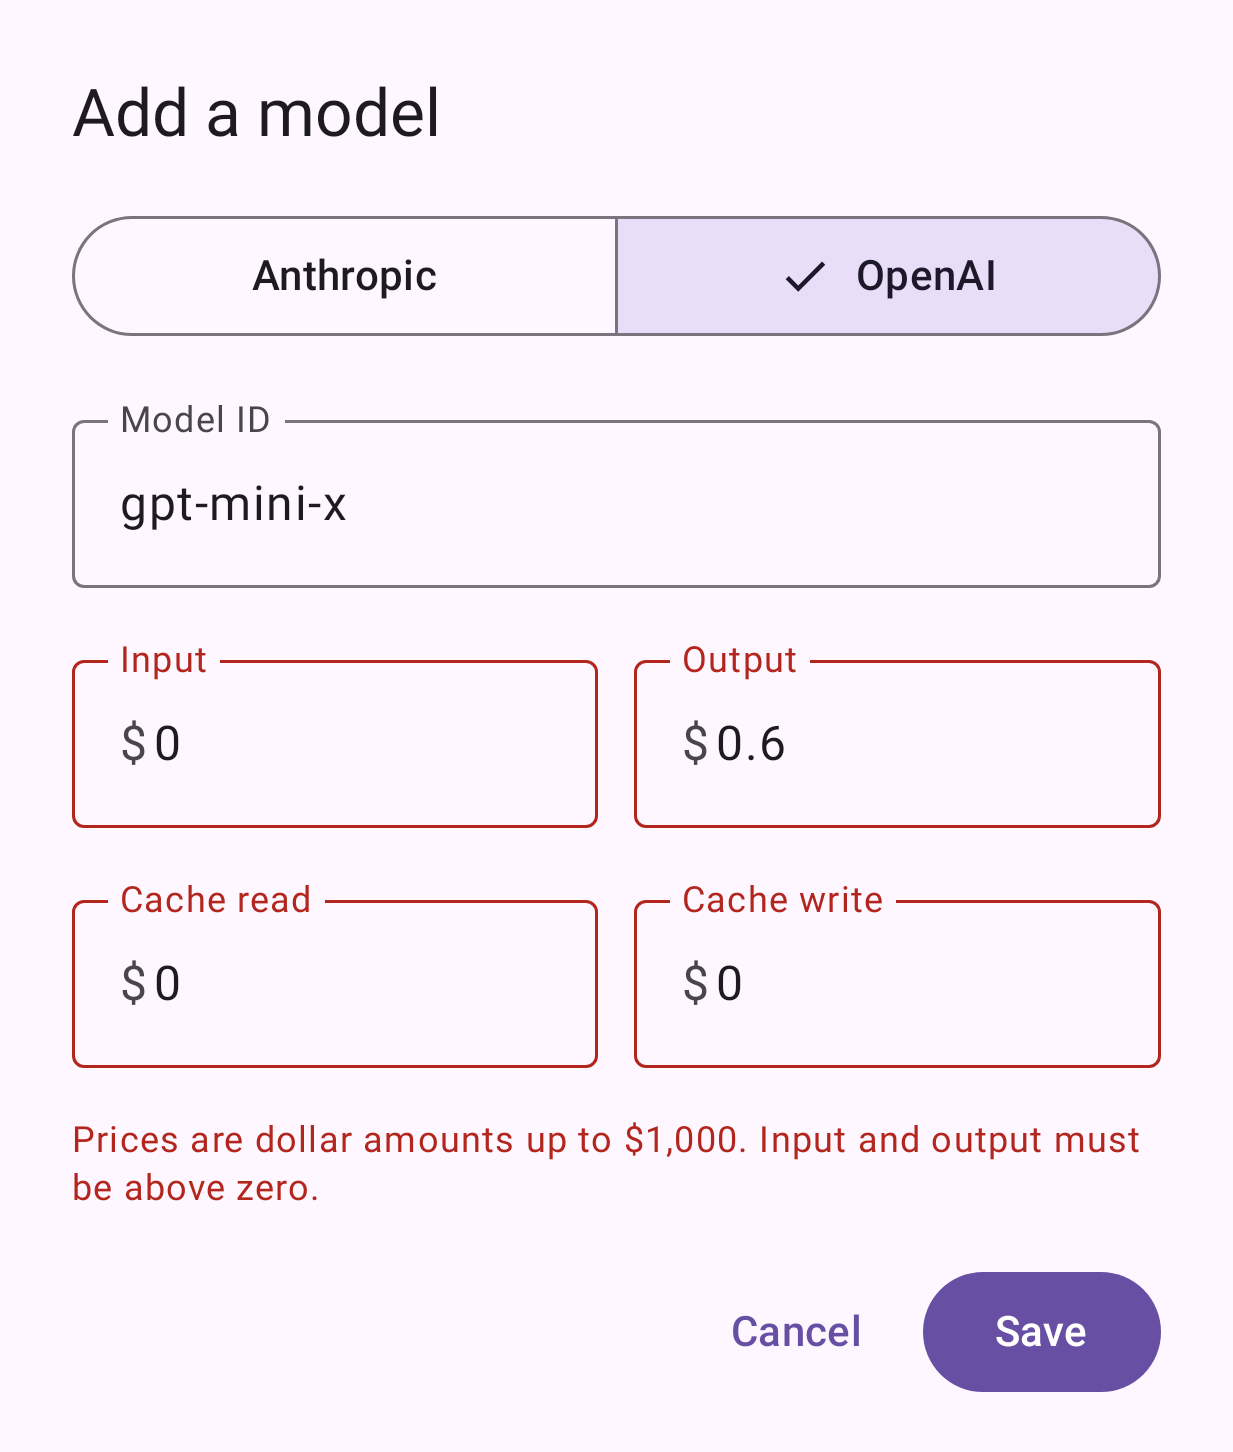 Add a model
Anthropic
OpenAI
Model ID
gpt-mini-x
Input
$0
Output
$0.6
Cache read
$0
Cache write
$0
Prices are dollar amounts up to $1,000. Input and output must
be above zero.
Cancel
Save